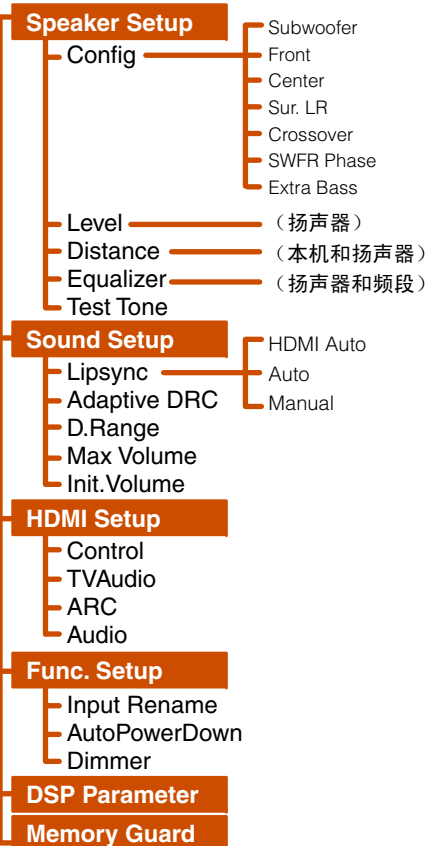 Speaker Setup
Config
Subwoofer
Front
Center
Sur. LR
Crossover
SWFR Phase
Extra Bass
Level （扬声器）
Distance （本机和扬声器）
Equalizer （扬声器和频段）
Test Tone
Sound Setup
Lipsync
HDMI Auto
Auto
Manual
Adaptive DRC
D.Range
Max Volume
Init.Volume
HDMI Setup
Control
TVAudio
ARC
Audio
Func. Setup
Input Rename
AutoPowerDown
Dimmer
DSP Parameter
Memory Guard